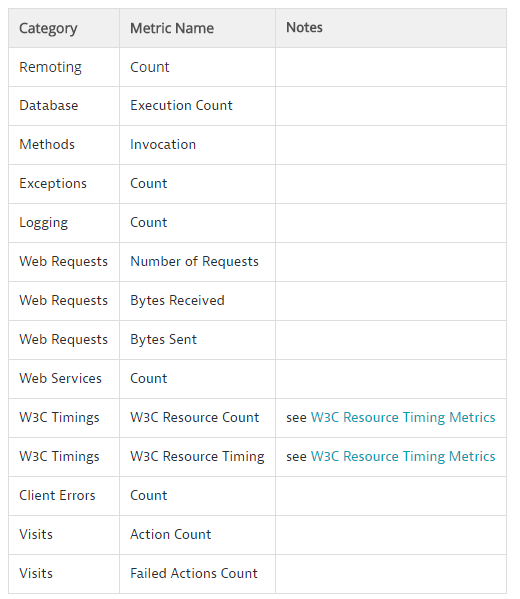 Category Metric Name Notes
Remoting Count
Database Execution Count
Methods Invocation
Exceptions Count
Logging Count
Web Requests Number of Requests
Web Requests Bytes Received
Web Requests Bytes Sent
Web Services Count
W3C Timings W3C Resource Count see W3C Resource Timing Metrics
W3C Timings W3C Resource Timing see W3C Resource Timing Metrics
Client Errors Count
Visits Action Count
Visits Failed Actions Count